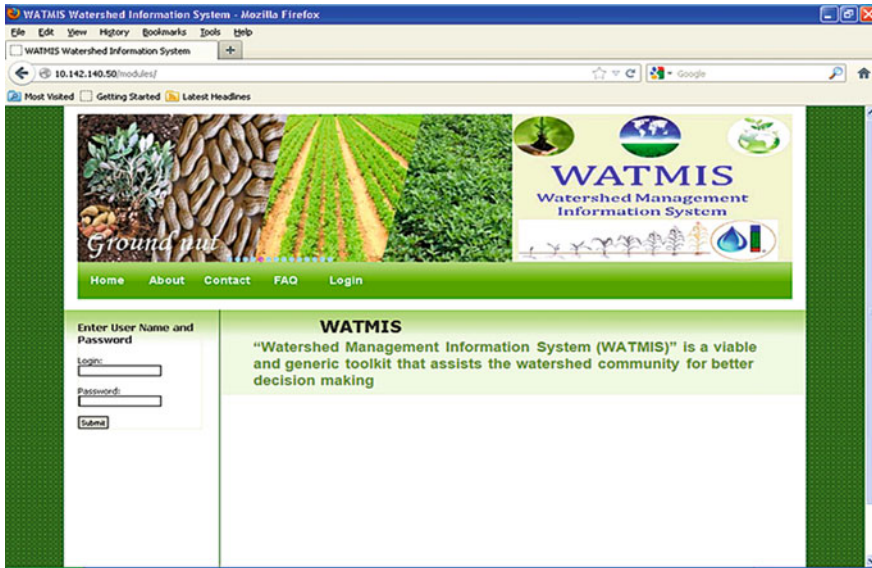 WATMIS Watershed Information System - Mozilla Firefox
File Edit View History Bookmarks Tools Help
WATMIS Watershed Information System
10.142.140.50/modules/
Google
Most Visited Getting Started Latest Headlines
Ground nut
WATMIS
Watershed Management
Information System
Home About Contact FAQ Login
Enter User Name and
Password
Login:
Password:
Submit
WATMIS
“Watershed Management Information System (WATMIS)” is a viable
and generic toolkit that assists the watershed community for better
decision making